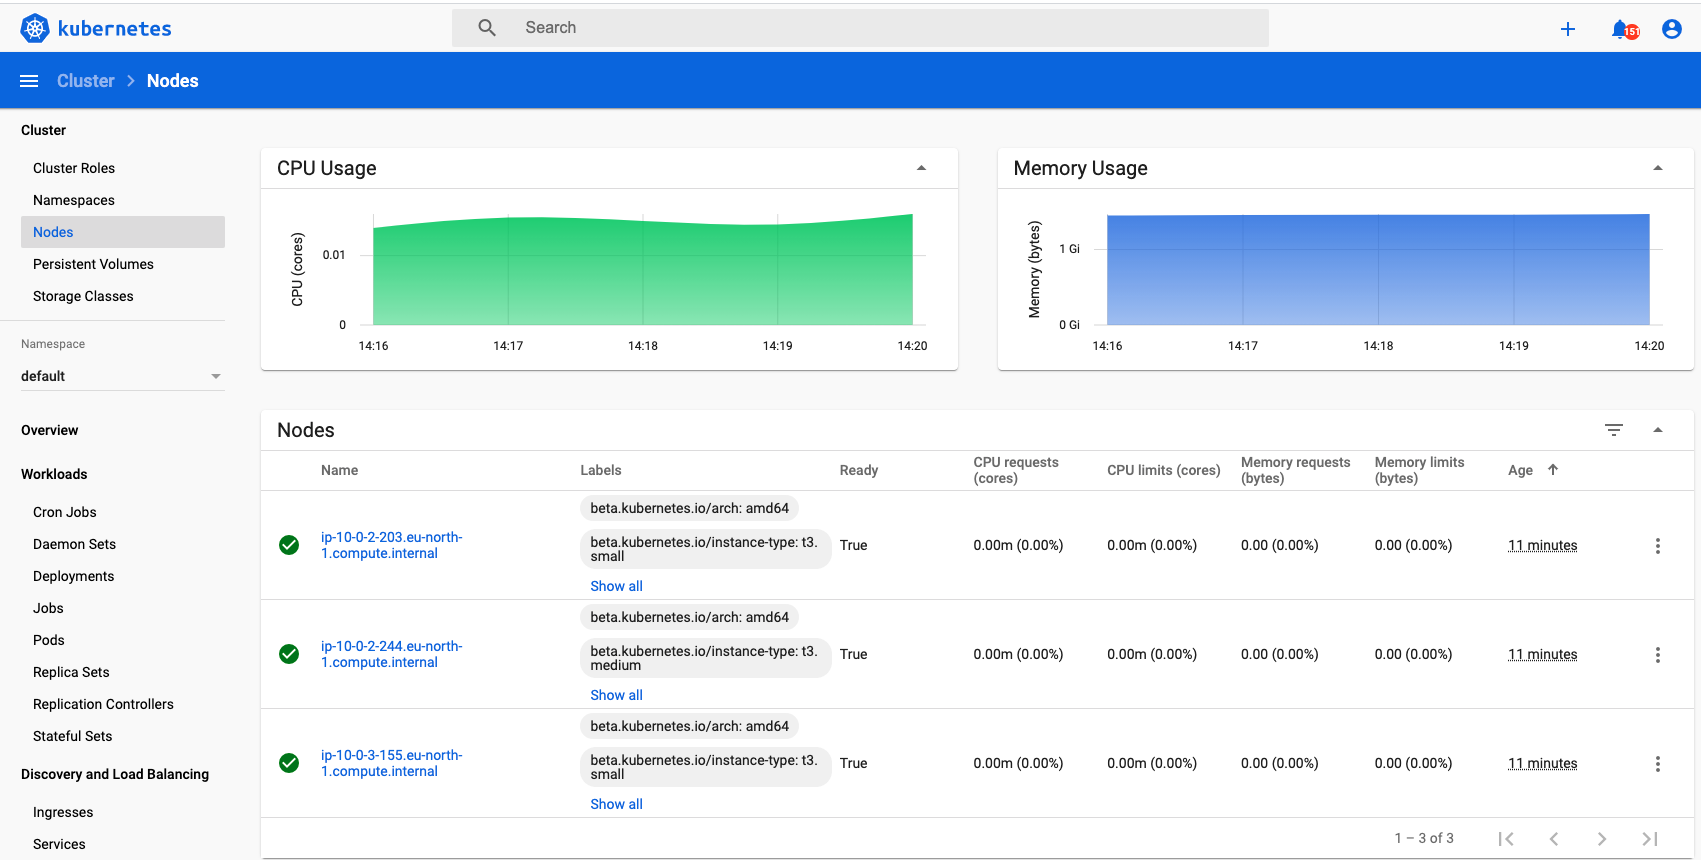 kubernetes
Search
151
Cluster > Nodes
Cluster
Cluster Roles
Namespaces
Nodes
Persistent Volumes
Storage Classes
Namespace
default
Overview
Workloads
Cron Jobs
Daemon Sets
Deployments
Jobs
Pods
Replica Sets
Replication Controllers
Stateful Sets
Discovery and Load Balancing
Ingresses
Services
CPU Usage
CPU (cores)
0.01
0
14:16 14:17 14:18 14:19 14:20
Memory Usage
Memory (bytes)
1 Gi
0 Gi
14:16 14:17 14:18 14:19 14:20
Nodes
Name
Labels
Ready
CPU requests
(cores)
CPU limits (cores)
Memory requests
(bytes)
Memory limits
(bytes)
Age
ip-10-0-2-203.eu-north-
1.compute.internal
beta.kubernetes.io/arch: amd64
beta.kubernetes.io/instance-type: t3.
small
Show all
True
0.00m (0.00%)
0.00m (0.00%)
0.00 (0.00%)
0.00 (0.00%)
11 minutes
ip-10-0-2-244.eu-north-
1.compute.internal
beta.kubernetes.io/arch: amd64
beta.kubernetes.io/instance-type: t3.
medium
Show all
True
0.00m (0.00%)
0.00m (0.00%)
0.00 (0.00%)
0.00 (0.00%)
11 minutes
ip-10-0-3-155.eu-north-
1.compute.internal
beta.kubernetes.io/arch: amd64
beta.kubernetes.io/instance-type: t3.
small
Show all
True
0.00m (0.00%)
0.00m (0.00%)
0.00 (0.00%)
0.00 (0.00%)
11 minutes
1 – 3 of 3